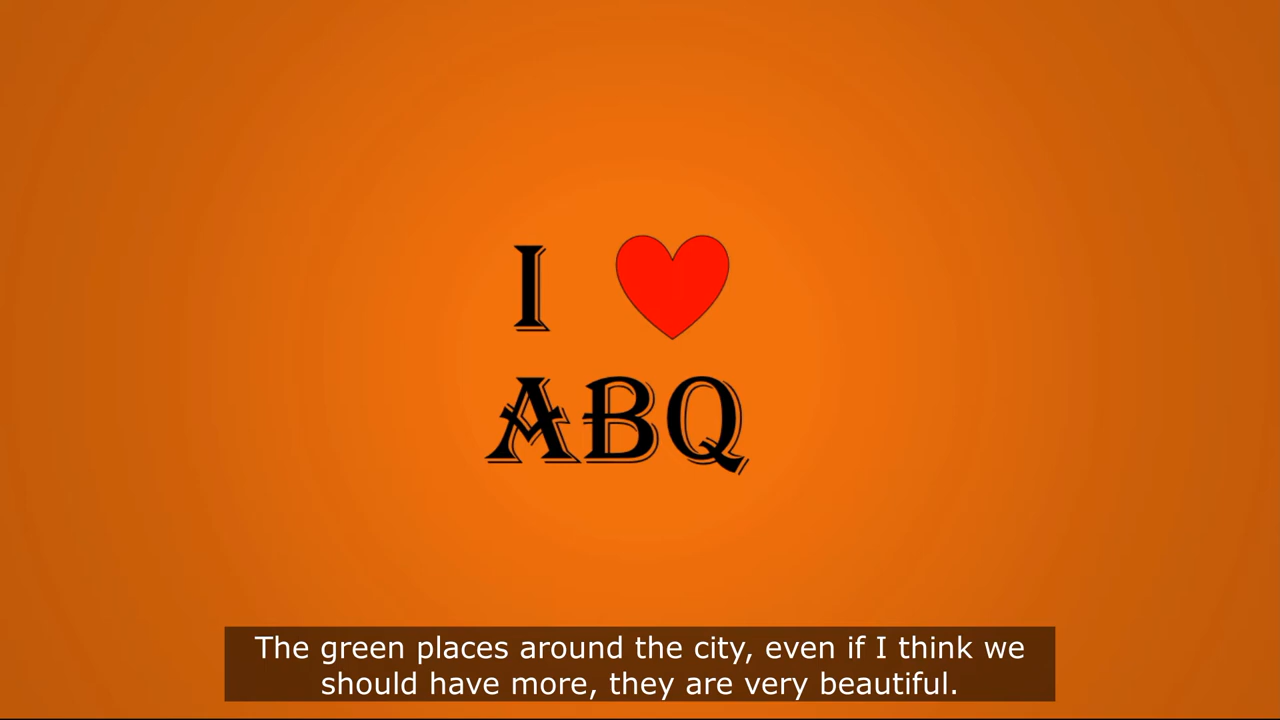 I
ABQ
The green places around the city, even if I think we
should have more, they are very beautiful.